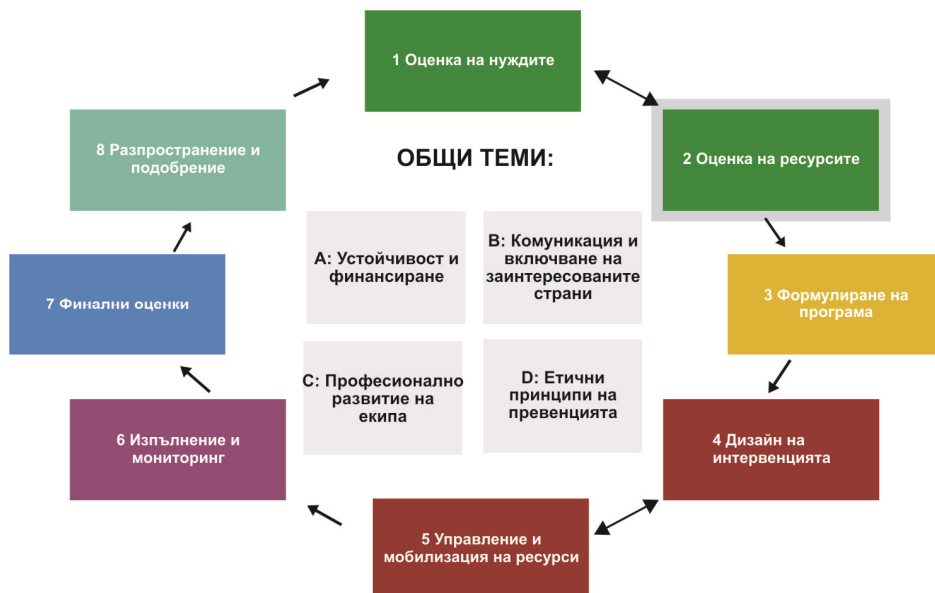 1 Оценка на нуждите
2 Оценка на ресурсите
3 Формулиране на
програма
4 Дизайн на
интервенцията
5 Управление и
мобилизация на ресурси
6 Изпълнение и
мониторинг
7 Финални оценки
8 Разпространение и
подобрение
ОБЩИ ТЕМИ:
A: Устойчивост и
финансиране
B: Комуникация и
включване на
заинтересованите
страни
C: Професионално
развитие на
екипа
D: Етични
принципи на
превенцията